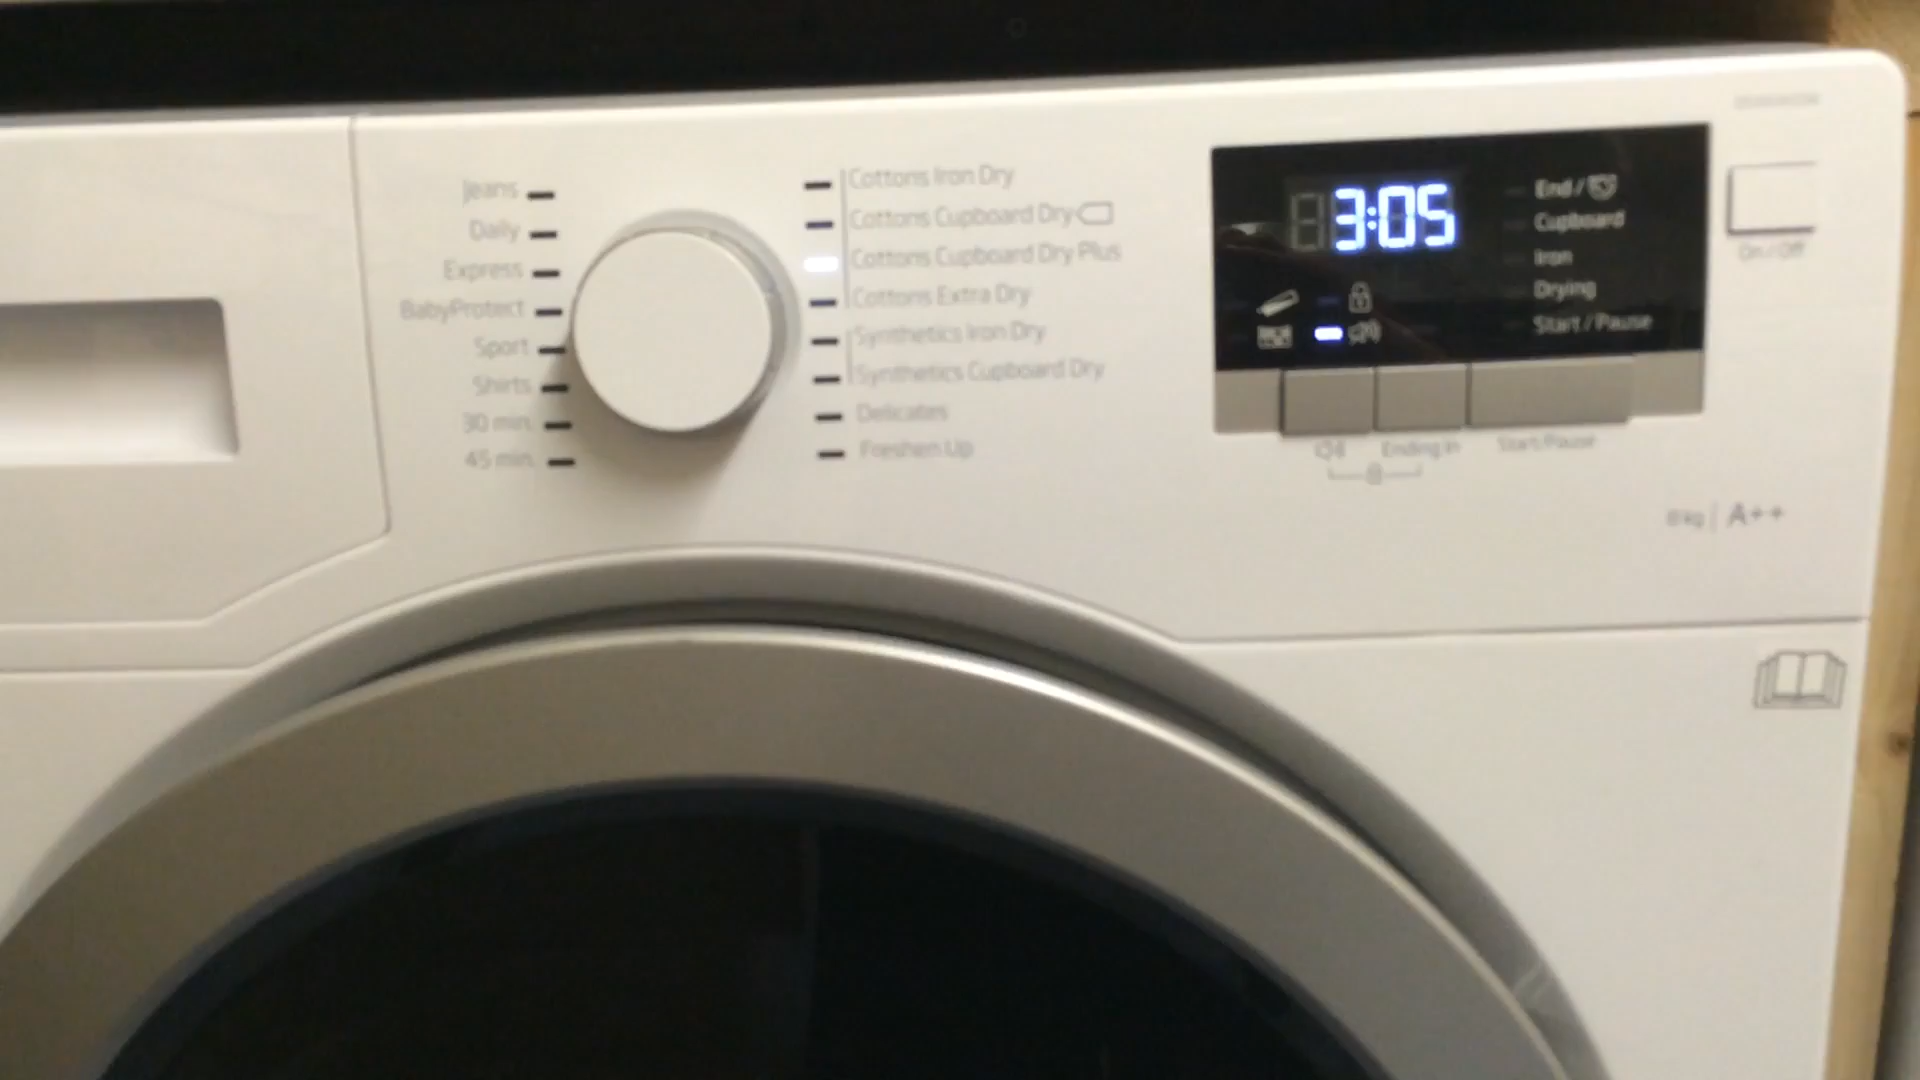 Jeans
Daily
Express
BabyProtect
Sport
Shirts
30 min.
45 min.
Cottons Iron Dry
Cottons Cupboard Dry
Cottons Cupboard Dry Plus
Cottons Extra Dry
Synthetics Iron Dry
Synthetics Cupboard Dry
Delicates
Freshen Up
3:05
End /
Cupboard
Iron
Drying
Start / Pause
On / Off
Ending in
Start/Pause
8 kg | A++